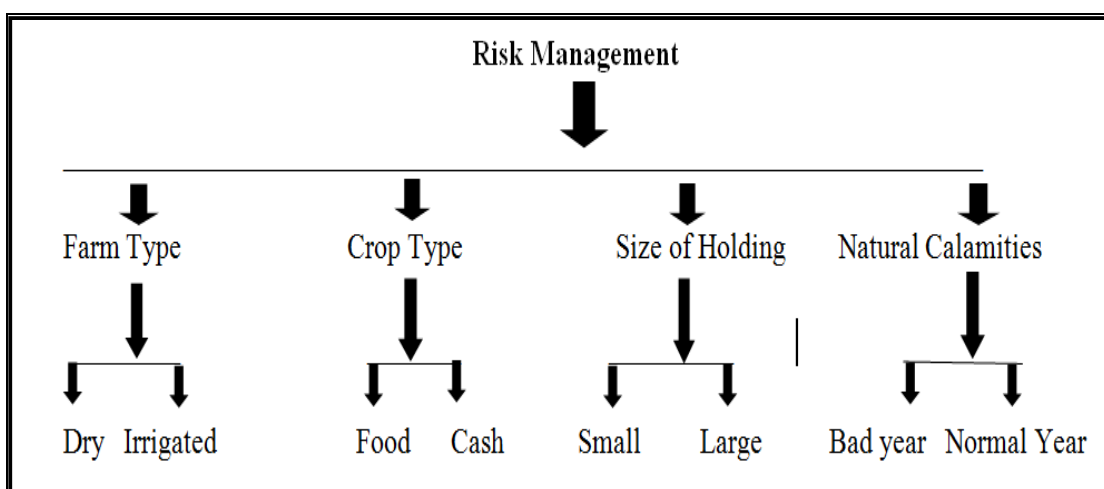 Risk Management
Farm Type Crop Type Size of Holding Natural Calamities
Dry Irrigated Food Cash Small Large Bad year Normal Year